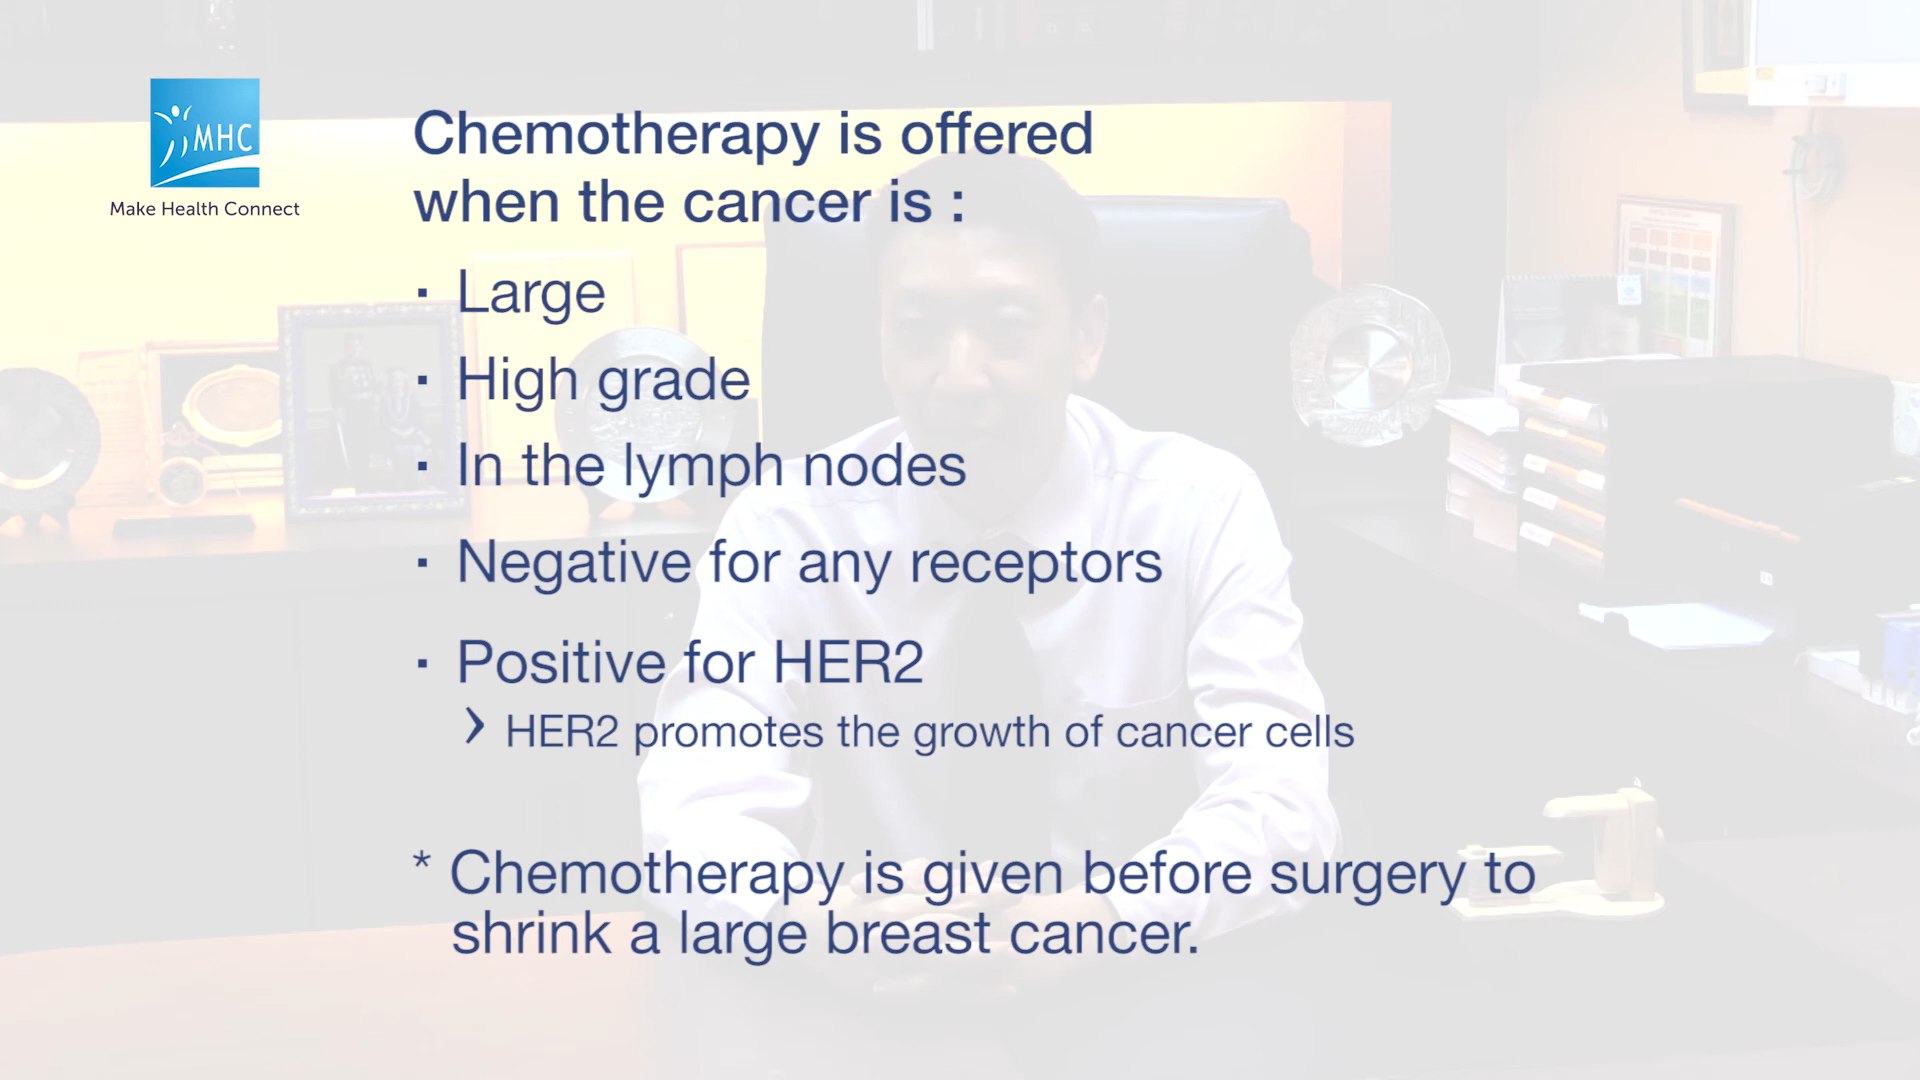 MHC
Make Health Connect
Chemotherapy is offered
when the cancer is :
· Large
· High grade
· In the lymph nodes
· Negative for any receptors
· Positive for HER2
› HER2 promotes the growth of cancer cells
* Chemotherapy is given before surgery to
shrink a large breast cancer.